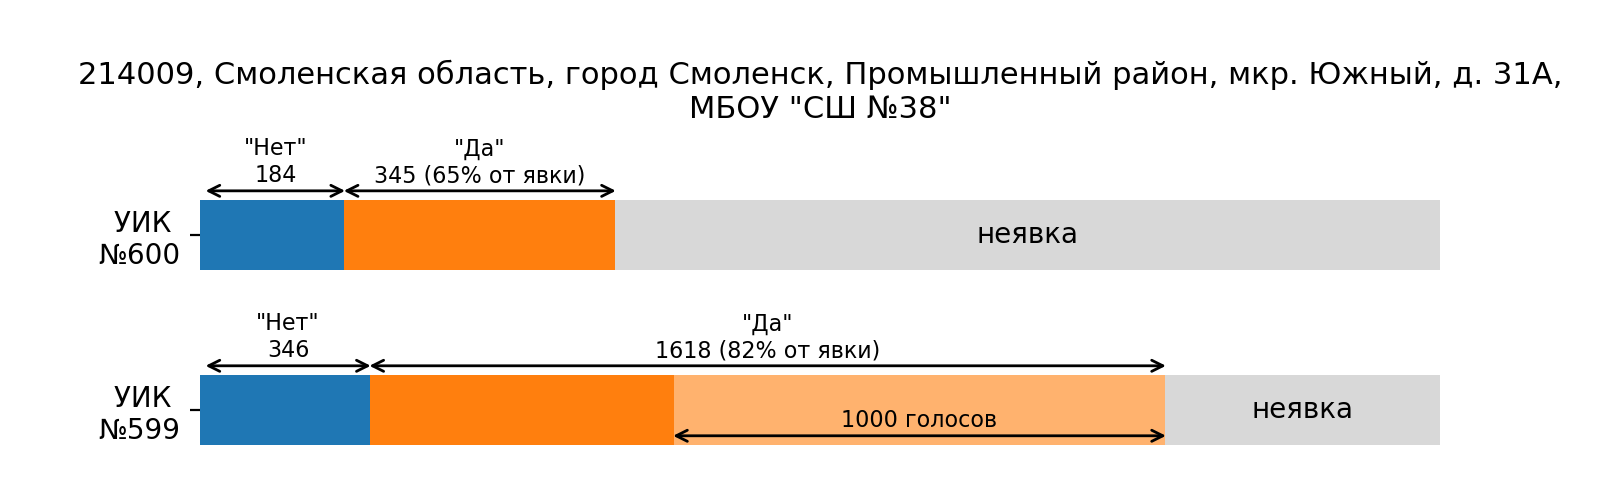 214009, Смоленская область, город Смоленск, Промышленный район, мкр. Южный, д. 31А,
МБОУ "СШ №38"
"Нет"
184
"Да"
345 (65% от явки)
УИК
№600
неявка
"Нет"
346
"Да"
1618 (82% от явки)
УИК
№599
1000 голосов
неявка